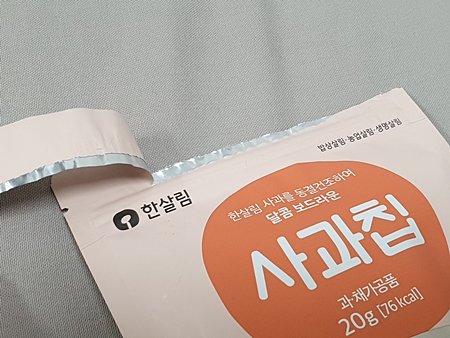 밥상살림·농업살림·생명살림
한살림
한살림 사과를 동결건조하여
달콤 보드라운
사과칩
과·채가공품
20g [76 kcal]